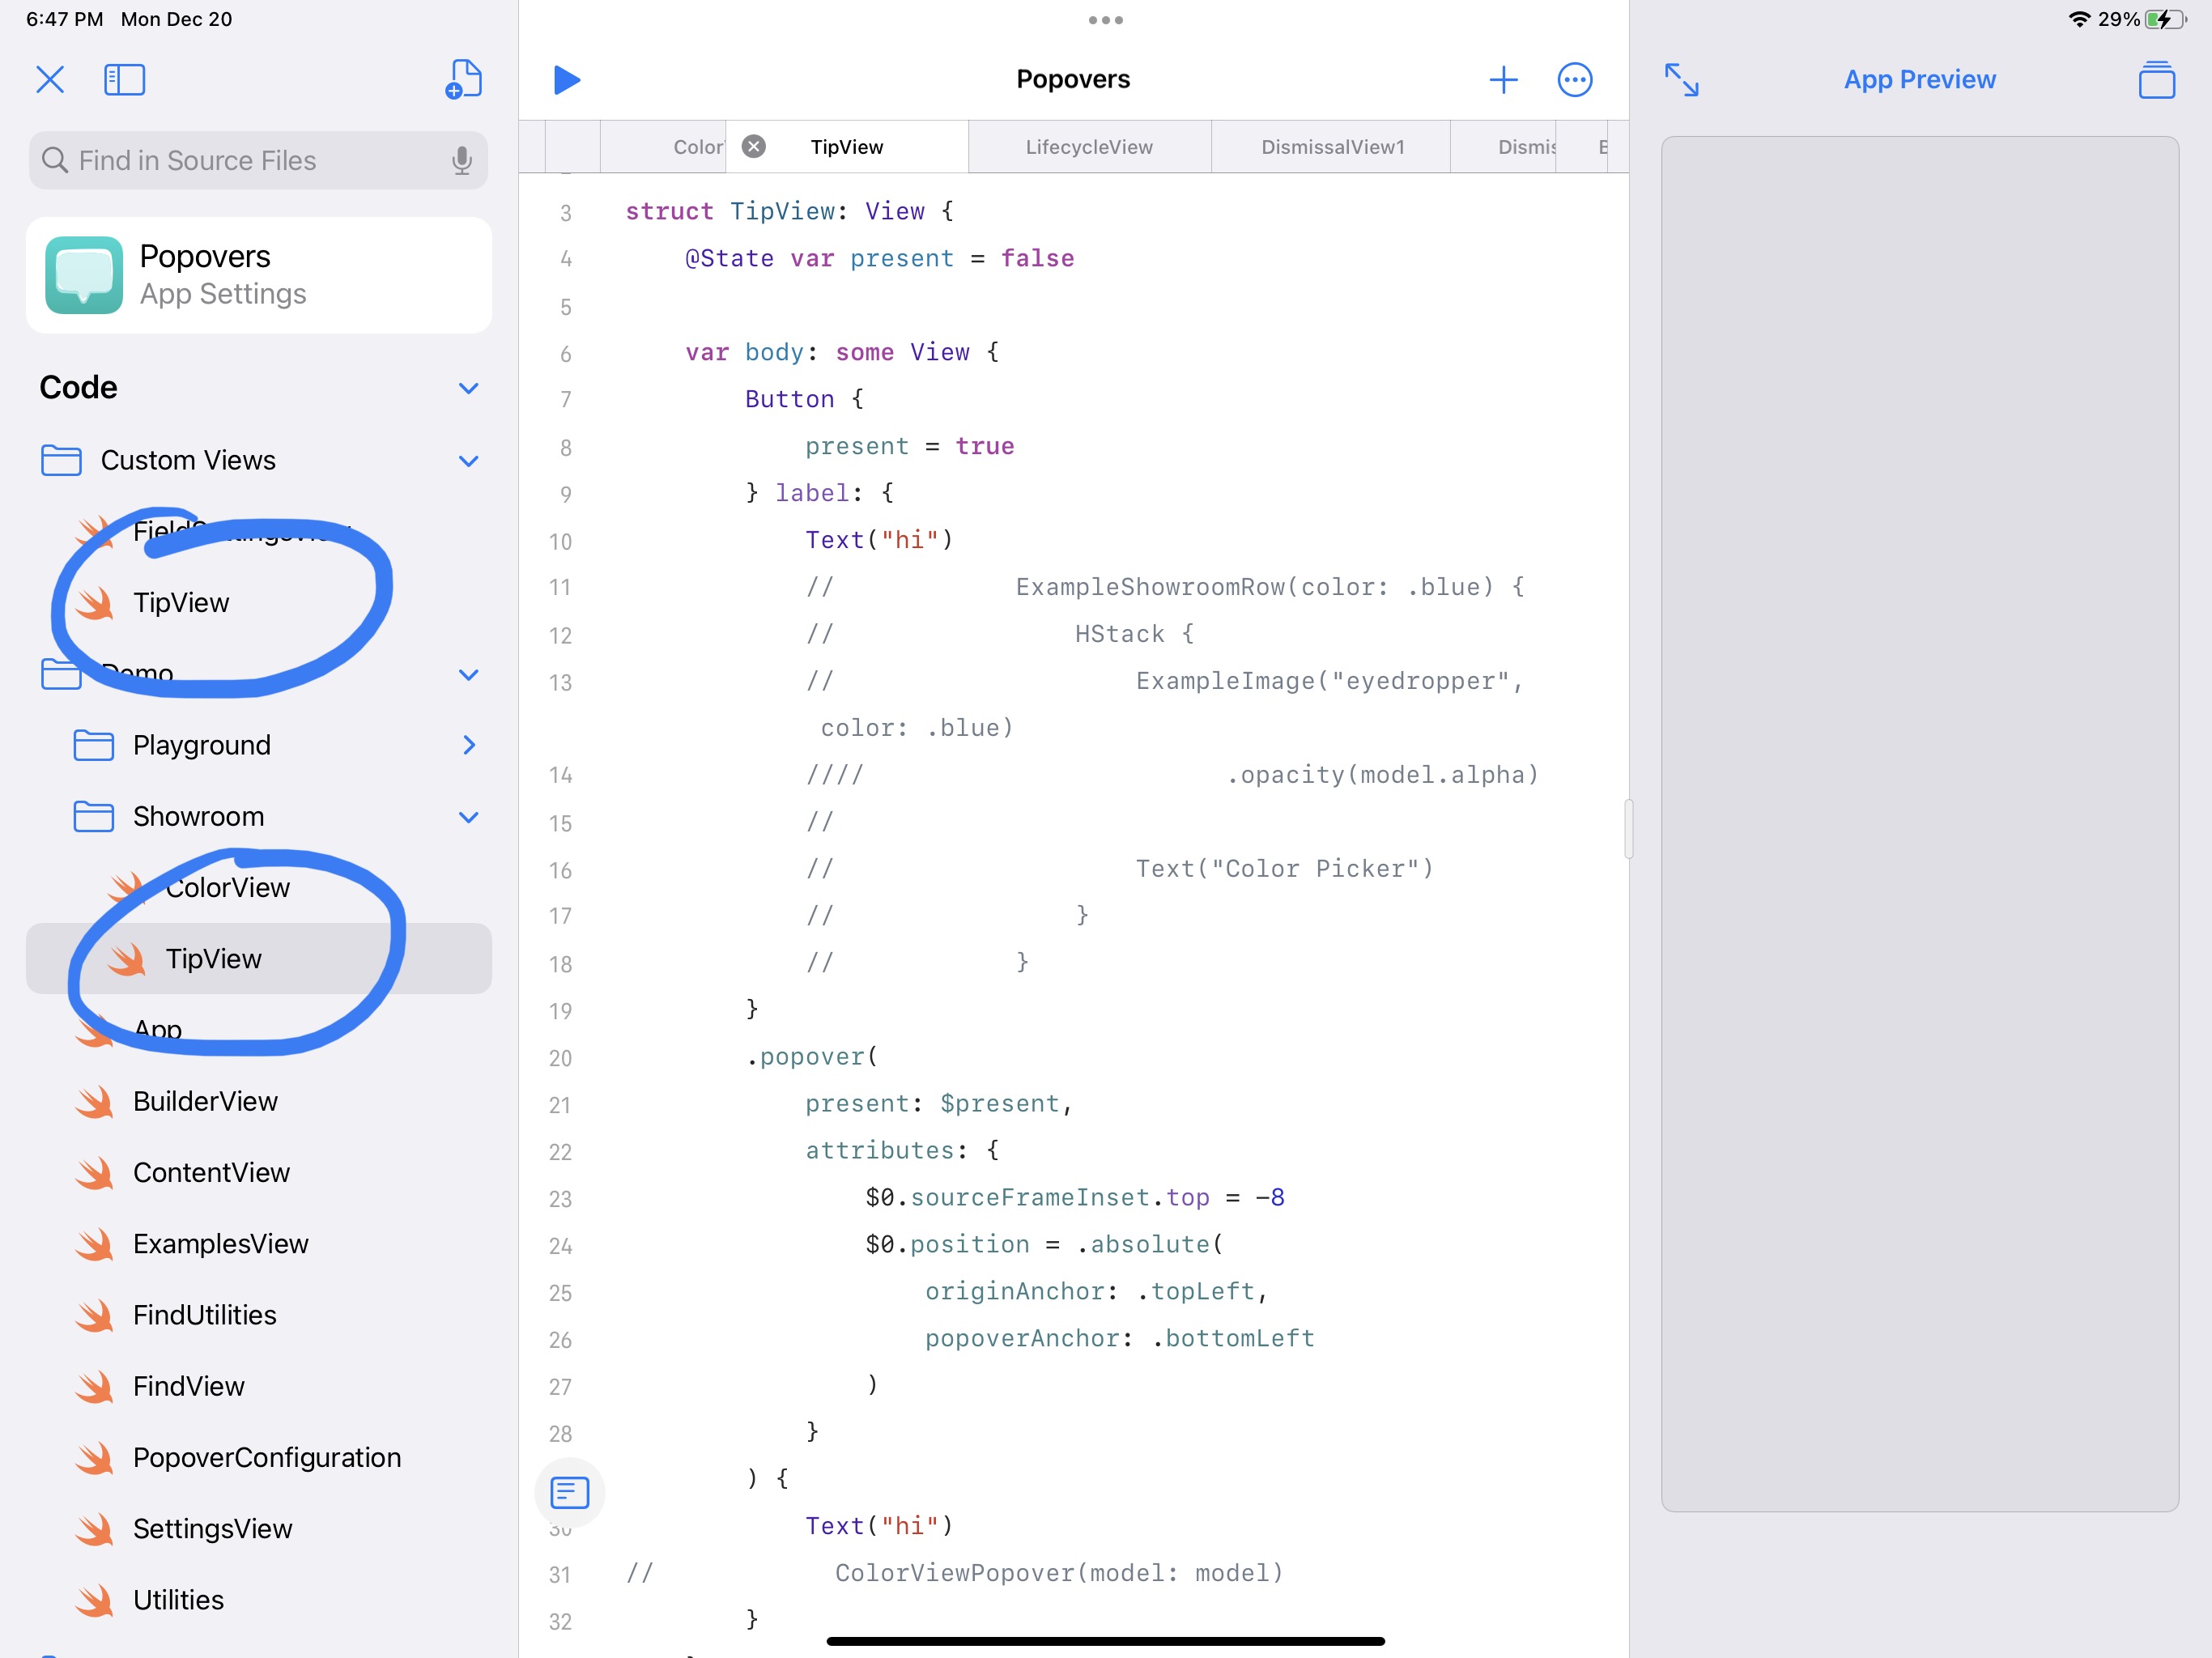 6:47 PM Mon Dec 20
29%
Find in Source Files
Popovers
App Settings
Code
Custom Views
TipView
Demo
Playground
Showroom
ColorView
TipView
App
BuilderView
ContentView
ExamplesView
FindUtilities
FindView
PopoverConfiguration
SettingsView
Utilities
Popovers
Color TipView LifecycleView DismissalView1 Dismis E
3 struct TipView: View {
4 @State var present = false
5
6 var body: some View {
7 Button {
8 present = true
9 } label: {
10 Text("hi")
11 // ExampleShowroomRow(color: .blue) {
12 // HStack {
13 // ExampleImage("eyedropper",
color: .blue)
14 //// .opacity(model.alpha)
15 //
16 // Text("Color Picker")
17 // }
18 // }
19 }
20 .popover(
21 present: $present,
22 attributes: {
23 $0.sourceFrameInset.top = -8
24 $0.position = .absolute(
25 originAnchor: .topLeft,
26 popoverAnchor: .bottomLeft
27 )
28 }
) {
30 Text("hi")
31 // ColorViewPopover(model: model)
32 }
App Preview